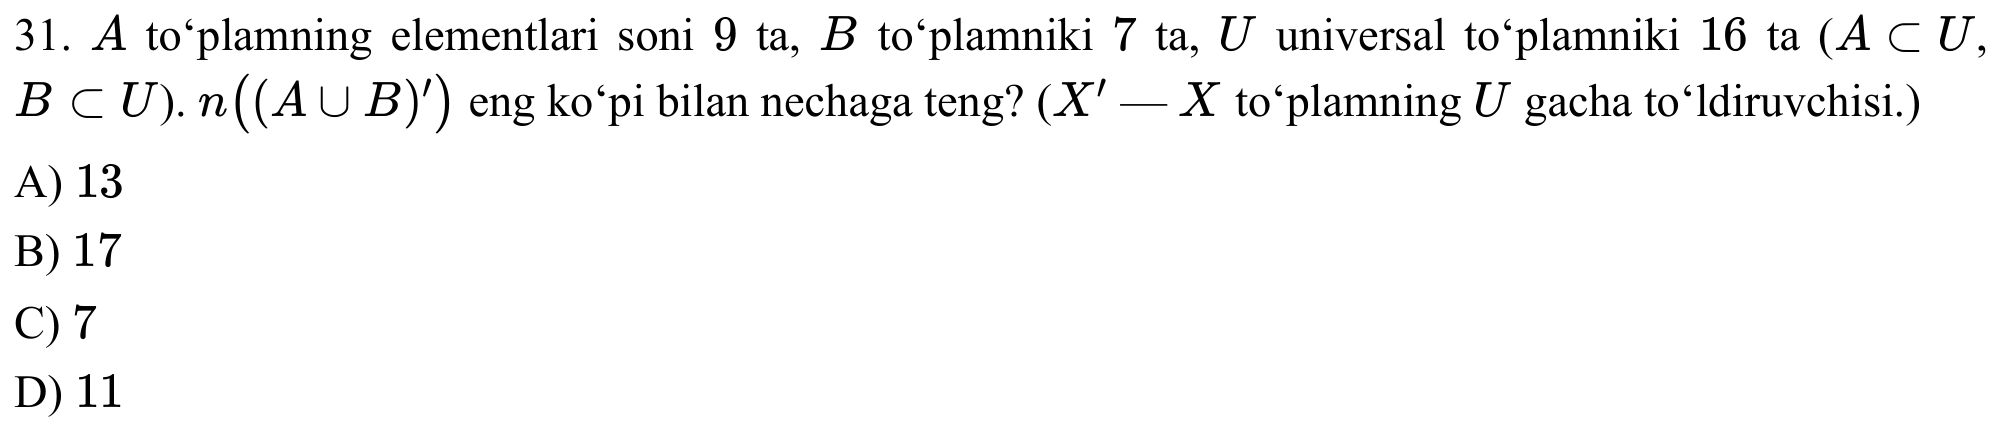 31. A to‘plamning elementlari soni 9 ta, B to‘plamniki 7 ta, U universal to‘plamniki 16 ta (A ⊂ U,
B ⊂ U). n((A ∪ B)′) eng ko‘pi bilan nechaga teng? (X′ — X to‘plamning U gacha to‘ldiruvchisi.)
A) 13
B) 17
C) 7
D) 11